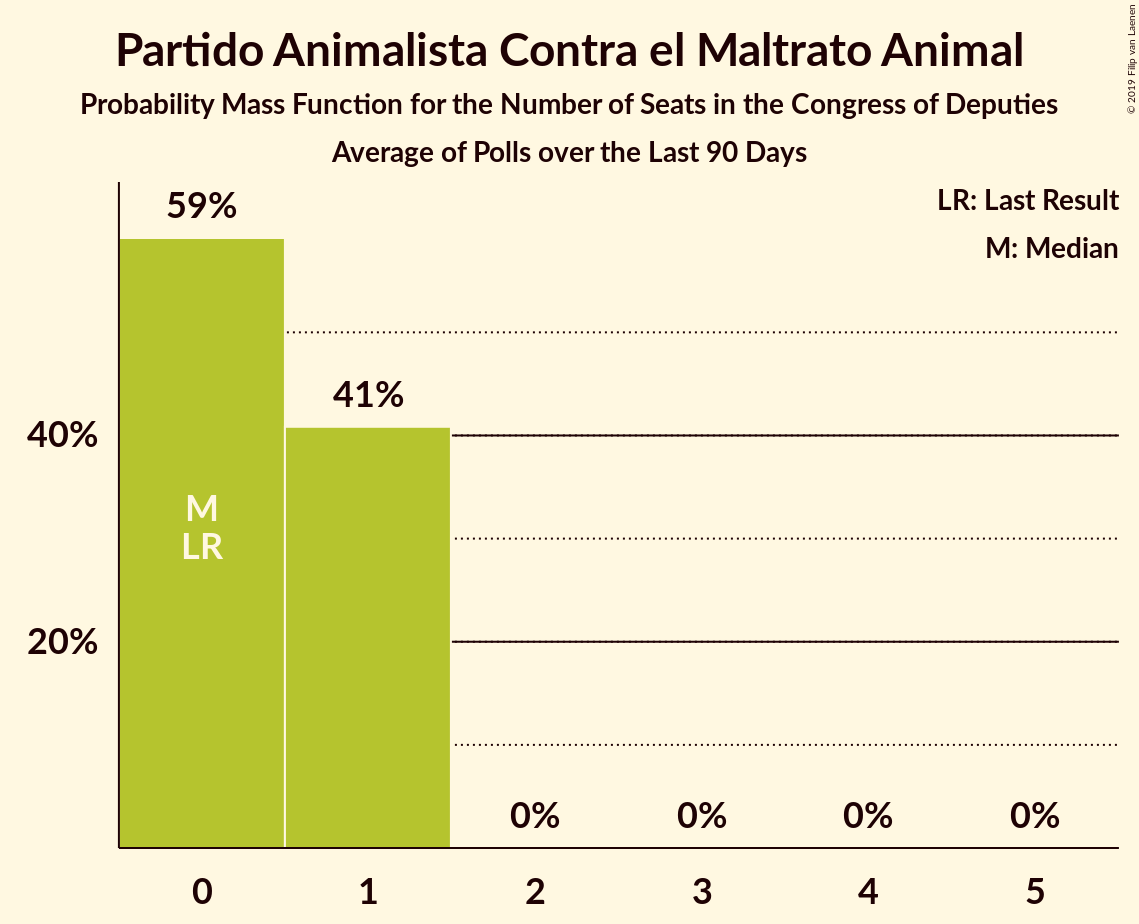 Partido Animalista Contra el Maltrato Animal
Probability Mass Function for the Number of Seats in the Congress of Deputies
Average of Polls over the Last 90 Days
© 2019 Filip van Laenen
LR: Last Result
M: Median
59%
41%
40%
M
LR
20%
0% 0% 0% 0%
0 1 2 3 4 5